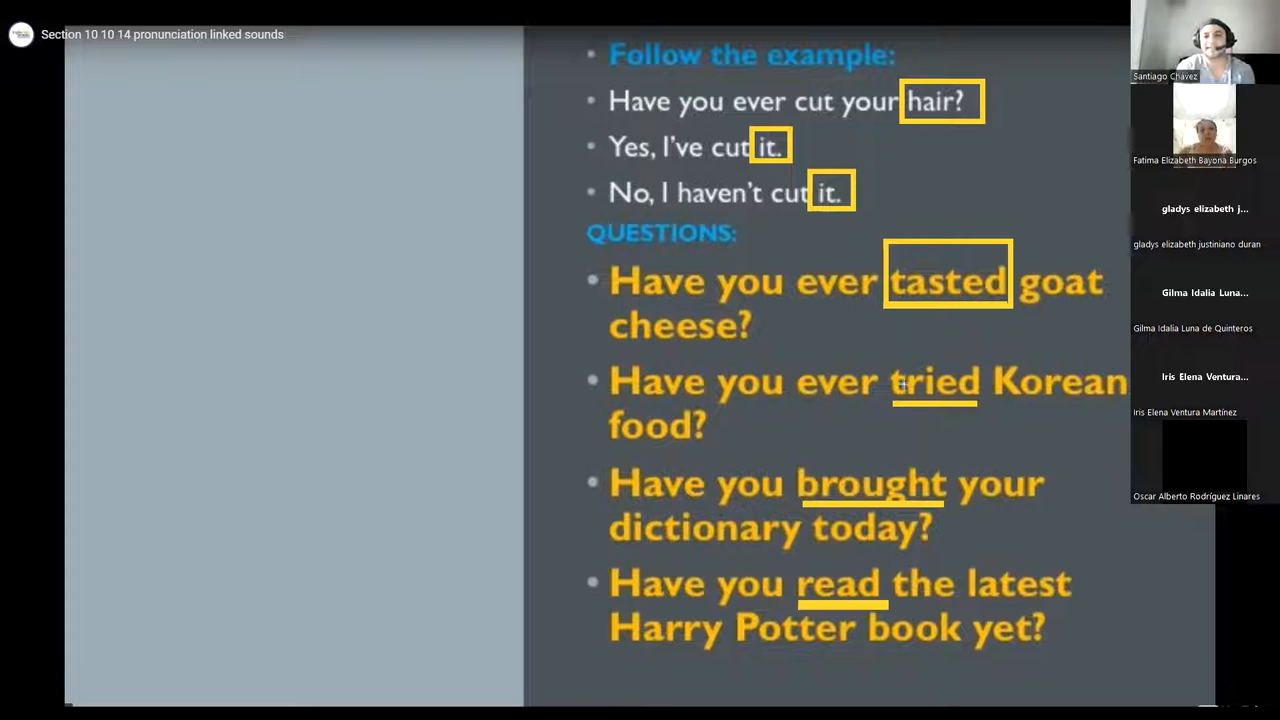 Section 10 10 14 pronunciation linked sounds
• Follow the example:
• Have you ever cut your hair?
• Yes, I've cut it.
• No, I haven't cut it.
QUESTIONS:
• Have you ever tasted goat
cheese?
• Have you ever tried Korean
food?
• Have you brought your
dictionary today?
• Have you read the latest
Harry Potter book yet?
Santiago Chavez
Fatima Elizabeth Bayona Burgos
gladys elizabeth j...
gladys elizabeth justiniano duran
Gilma Idalia Luna...
Gilma Idalia Luna de Quinteros
Iris Elena Ventura...
Iris Elena Ventura Martínez
Oscar Alberto Rodríguez Linares